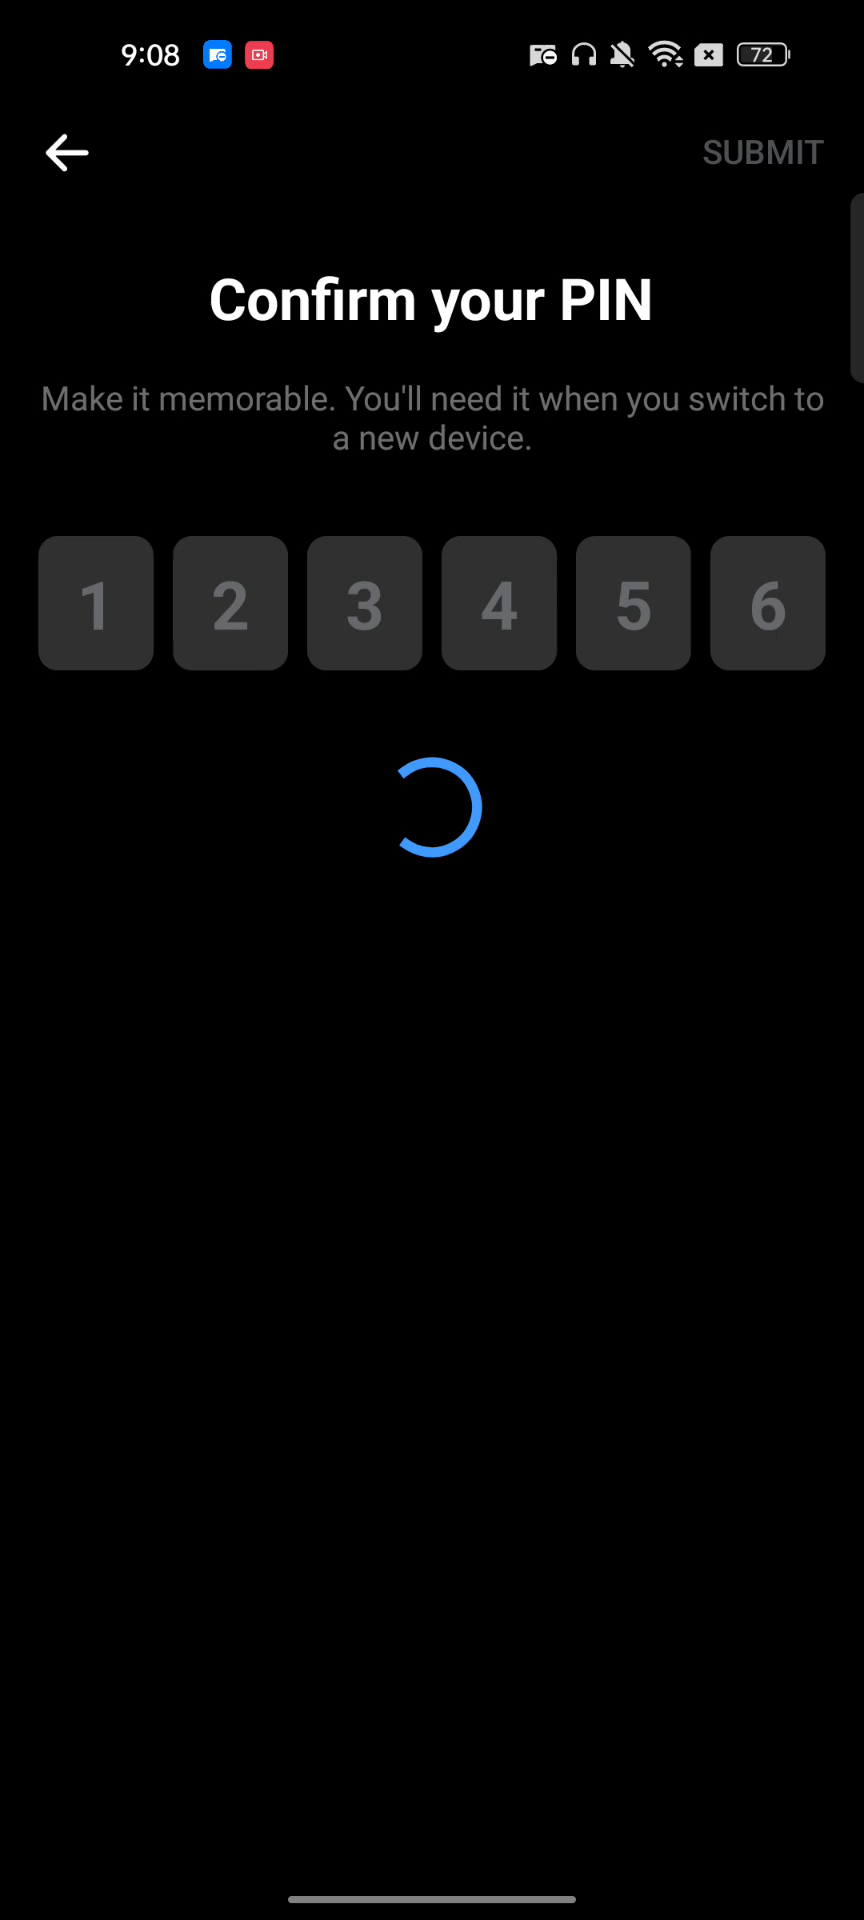 9:08
72
SUBMIT
Confirm your PIN
Make it memorable. You'll need it when you switch to
a new device.
1 2 3 4 5 6